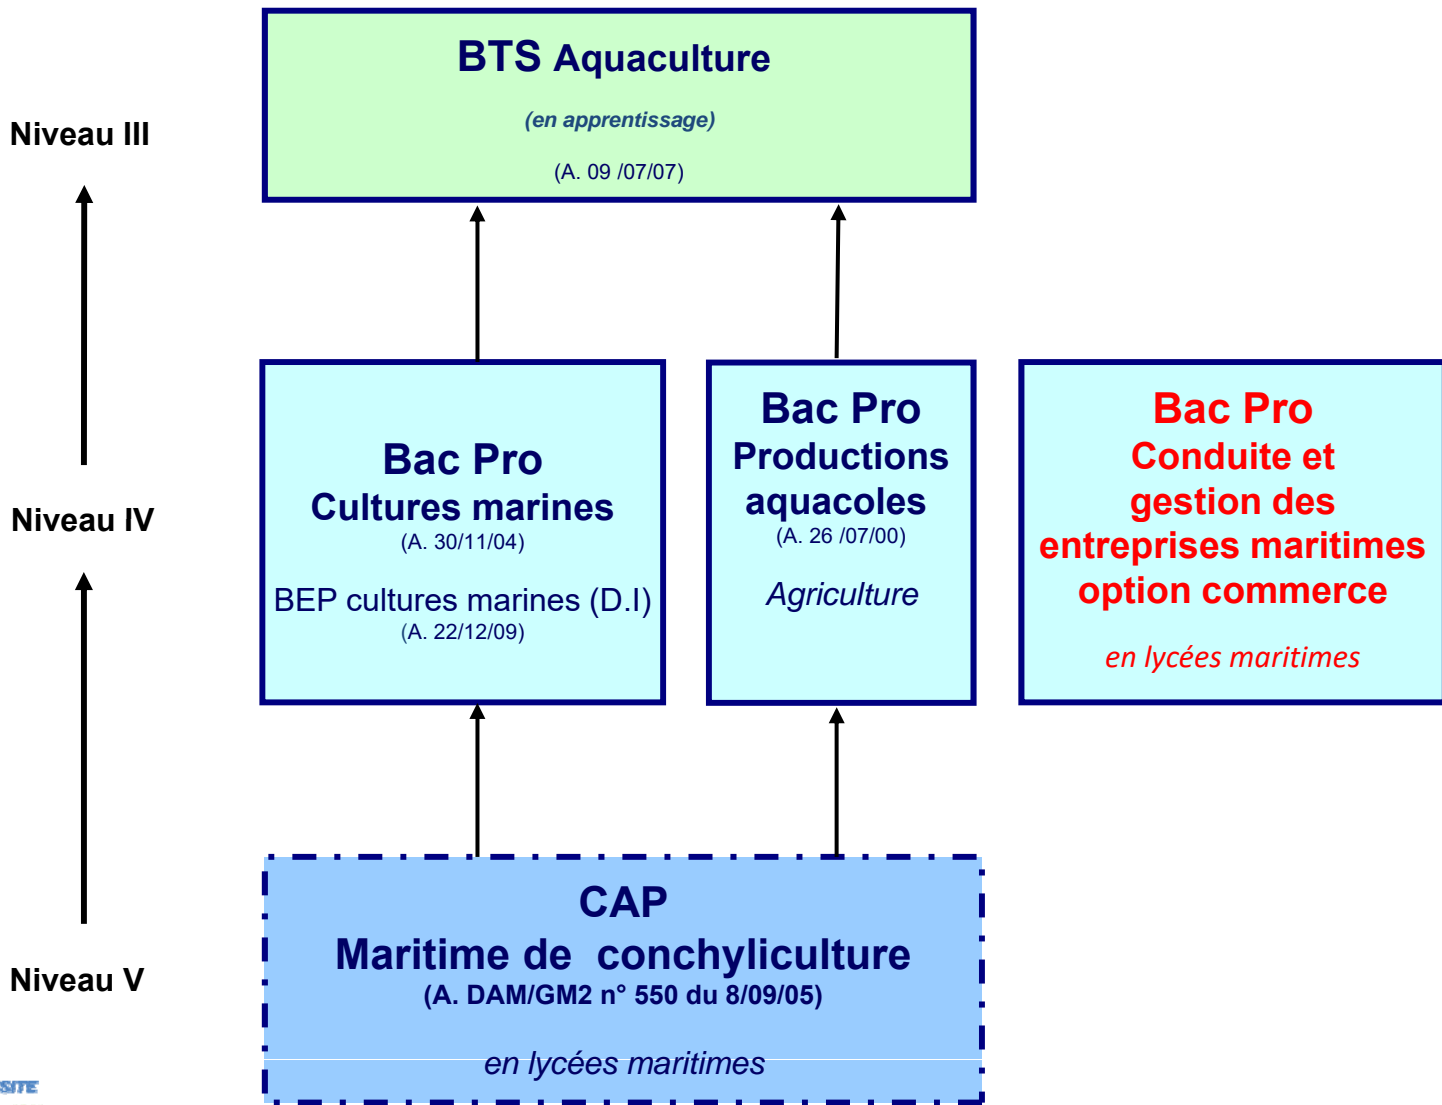 BTS Aquaculture
(en apprentissage)
(A. 09 /07/07)
Niveau III
Bac Pro
Cultures marines
(A. 30/11/04)
BEP cultures marines (D.I)
(A. 22/12/09)
Bac Pro
Productions
aquacoles
(A. 26 /07/00)
Agriculture
Bac Pro
Conduite et
gestion des
entreprises maritimes
option commerce
en lycées maritimes
Niveau IV
CAP
Maritime de conchyliculture
(A. DAM/GM2 n° 550 du 8/09/05)
en lycées maritimes
Niveau V